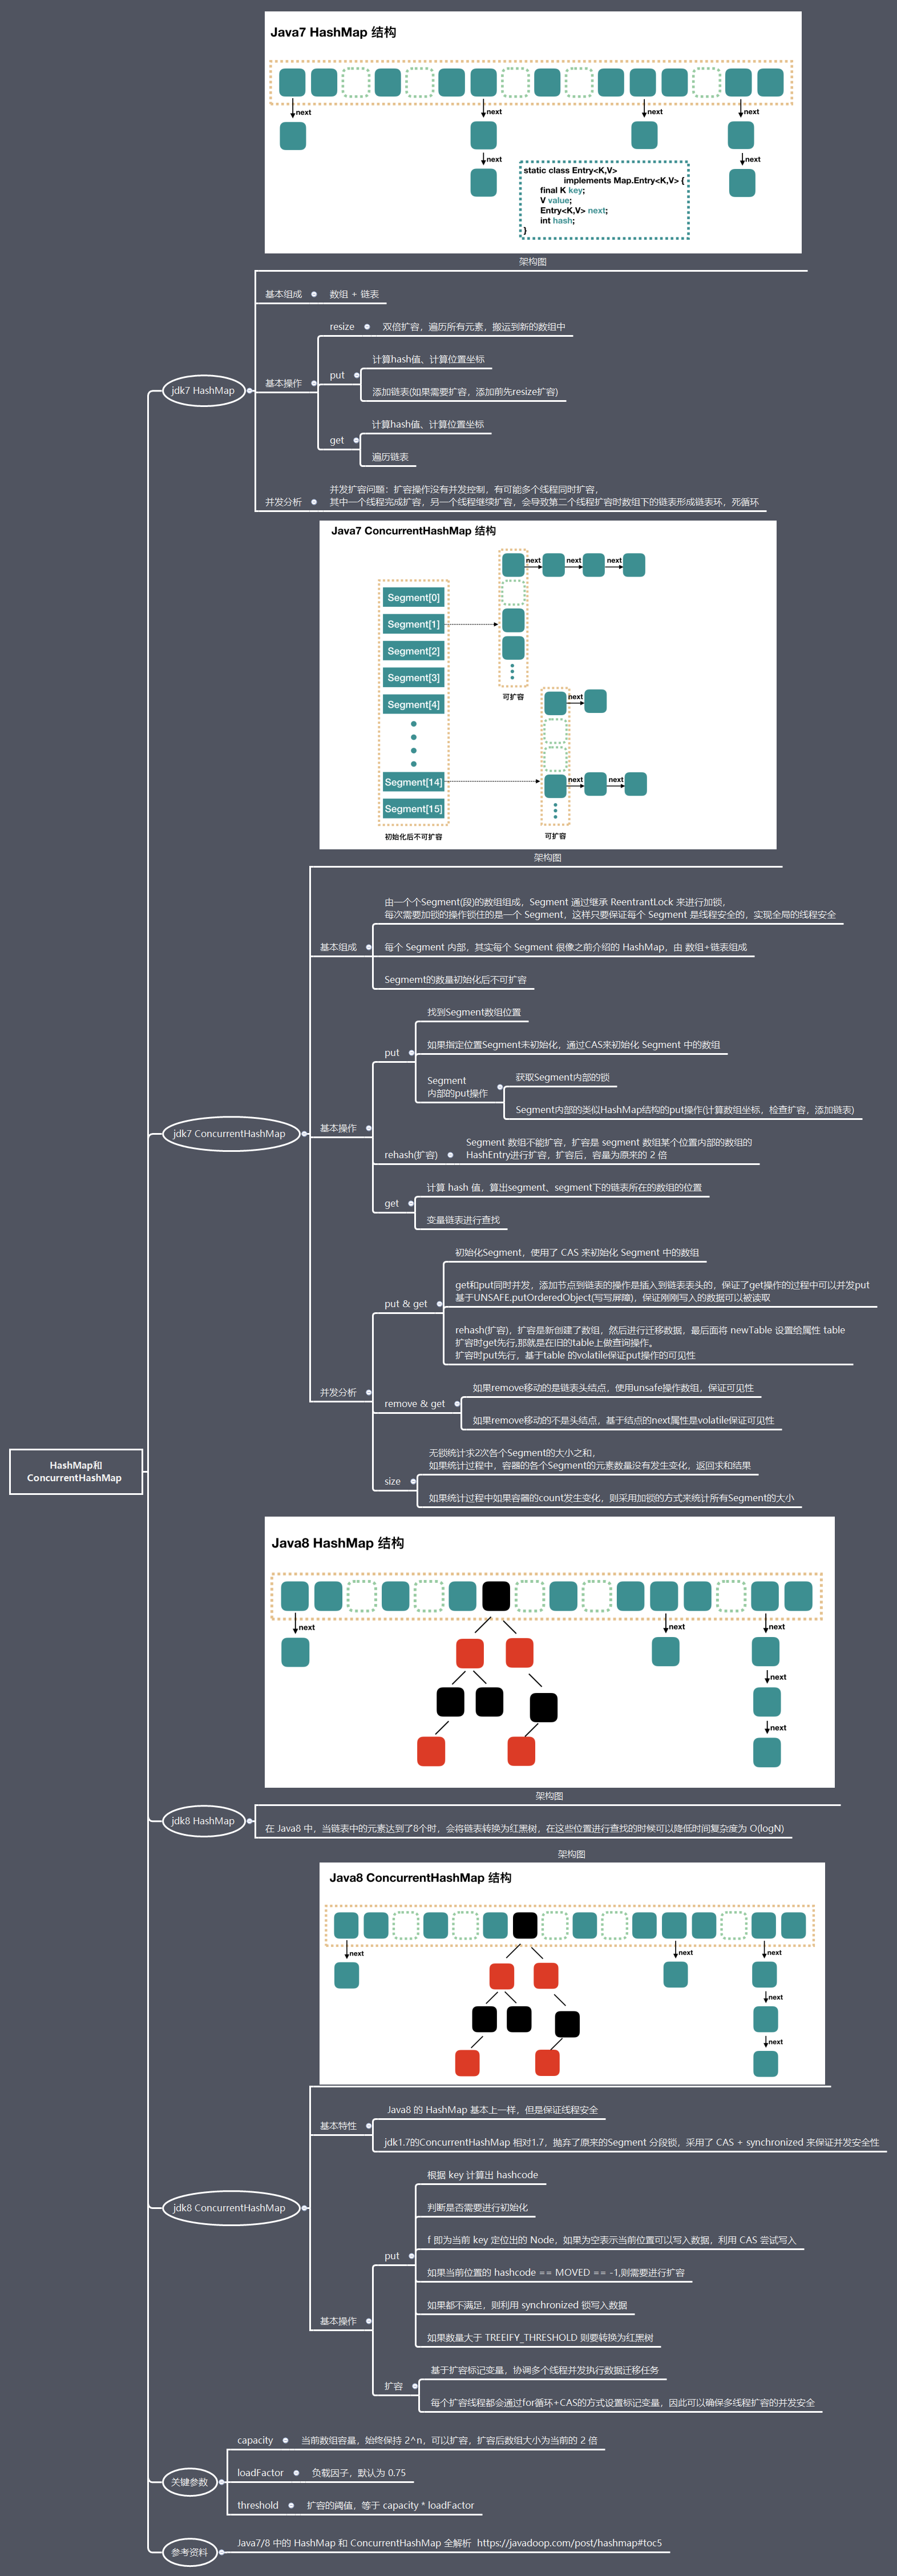 Java7 HashMap 结构
next
next
next
next
next
next
static class Entry<K,V>
implements Map.Entry<K,V> {
final K key;
V value;
Entry<K,V> next;
int hash;
}
架构图
jdk7 HashMap
基本组成
数组 + 链表
基本操作
resize
双倍扩容，遍历所有元素，搬运到新的数组中
put
计算hash值、计算位置坐标
添加链表(如果需要扩容，添加前先resize扩容)
get
计算hash值、计算位置坐标
遍历链表
并发分析
并发扩容问题：扩容操作没有并发控制，有可能多个线程同时扩容，
其中一个线程完成扩容，另一个线程继续扩容，会导致第二个线程扩容时数组下的链表形成链表环，死循环
Java7 ConcurrentHashMap 结构
Segment[0]
Segment[1]
Segment[2]
Segment[3]
Segment[4]
Segment[14]
Segment[15]
初始化后不可扩容
next
next
next
可扩容
next
next
next
可扩容
架构图
jdk7 ConcurrentHashMap
基本组成
由一个个Segment(段)的数组组成，Segment 通过继承 ReentrantLock 来进行加锁，
每次需要加锁的操作锁住的是一个 Segment，这样只要保证每个 Segment 是线程安全的，实现全局的线程安全
每个 Segment 内部，其实每个 Segment 很像之前介绍的 HashMap，由 数组+链表组成
Segmemt的数量初始化后不可扩容
基本操作
put
找到Segment数组位置
如果指定位置Segment未初始化，通过CAS来初始化 Segment 中的数组
Segment
内部的put操作
获取Segment内部的锁
Segment内部的类似HashMap结构的put操作(计算数组坐标，检查扩容，添加链表)
rehash(扩容)
Segment 数组不能扩容，扩容是 segment 数组某个位置内部的数组的
HashEntry进行扩容，扩容后，容量为原来的 2 倍
get
计算 hash 值，算出segment、segment下的链表所在的数组的位置
变量链表进行查找
并发分析
put & get
初始化Segment，使用了 CAS 来初始化 Segment 中的数组
get和put同时并发，添加节点到链表的操作是插入到链表表头的，保证了get操作的过程中可以并发put
基于UNSAFE.putOrderedObject(写写屏障)，保证刚刚写入的数据可以被读取
rehash(扩容)，扩容是新创建了数组，然后进行迁移数据，最后面将 newTable 设置给属性 table
扩容时get先行,那就是在旧的table上做查询操作。
扩容时put先行，基于table 的volatile保证put操作的可见性
remove & get
如果remove移动的是链表头结点，使用unsafe操作数组，保证可见性
如果remove移动的不是头结点，基于结点的next属性是volatile保证可见性
size
无锁统计求2次各个Segment的大小之和，
如果统计过程中，容器的各个Segment的元素数量没有发生变化，返回求和结果
如果统计过程中如果容器的count发生变化，则采用加锁的方式来统计所有Segment的大小
HashMap和
ConcurrentHashMap
Java8 HashMap 结构
next
next
next
next
next
架构图
jdk8 HashMap
在 Java8 中，当链表中的元素达到了8个时，会将链表转换为红黑树，在这些位置进行查找的时候可以降低时间复杂度为 O(logN)
架构图
Java8 ConcurrentHashMap 结构
next
next
next
next
next
jdk8 ConcurrentHashMap
基本特性
Java8 的 HashMap 基本上一样，但是保证线程安全
jdk1.7的ConcurrentHashMap 相对1.7，抛弃了原来的Segment 分段锁，采用了 CAS + synchronized 来保证并发安全性
基本操作
put
根据 key 计算出 hashcode
判断是否需要进行初始化
f 即为当前 key 定位出的 Node，如果为空表示当前位置可以写入数据，利用 CAS 尝试写入
如果当前位置的 hashcode == MOVED == -1,则需要进行扩容
如果都不满足，则利用 synchronized 锁写入数据
如果数量大于 TREEIFY_THRESHOLD 则要转换为红黑树
扩容
基于扩容标记变量，协调多个线程并发执行数据迁移任务
每个扩容线程都会通过for循环+CAS的方式设置标记变量，因此可以确保多线程扩容的并发安全
关键参数
capacity
当前数组容量，始终保持 2^n，可以扩容，扩容后数组大小为当前的 2 倍
loadFactor
负载因子，默认为 0.75
threshold
扩容的阈值，等于 capacity * loadFactor
参考资料
Java7/8 中的 HashMap 和 ConcurrentHashMap 全解析 https://javadoop.com/post/hashmap#toc5